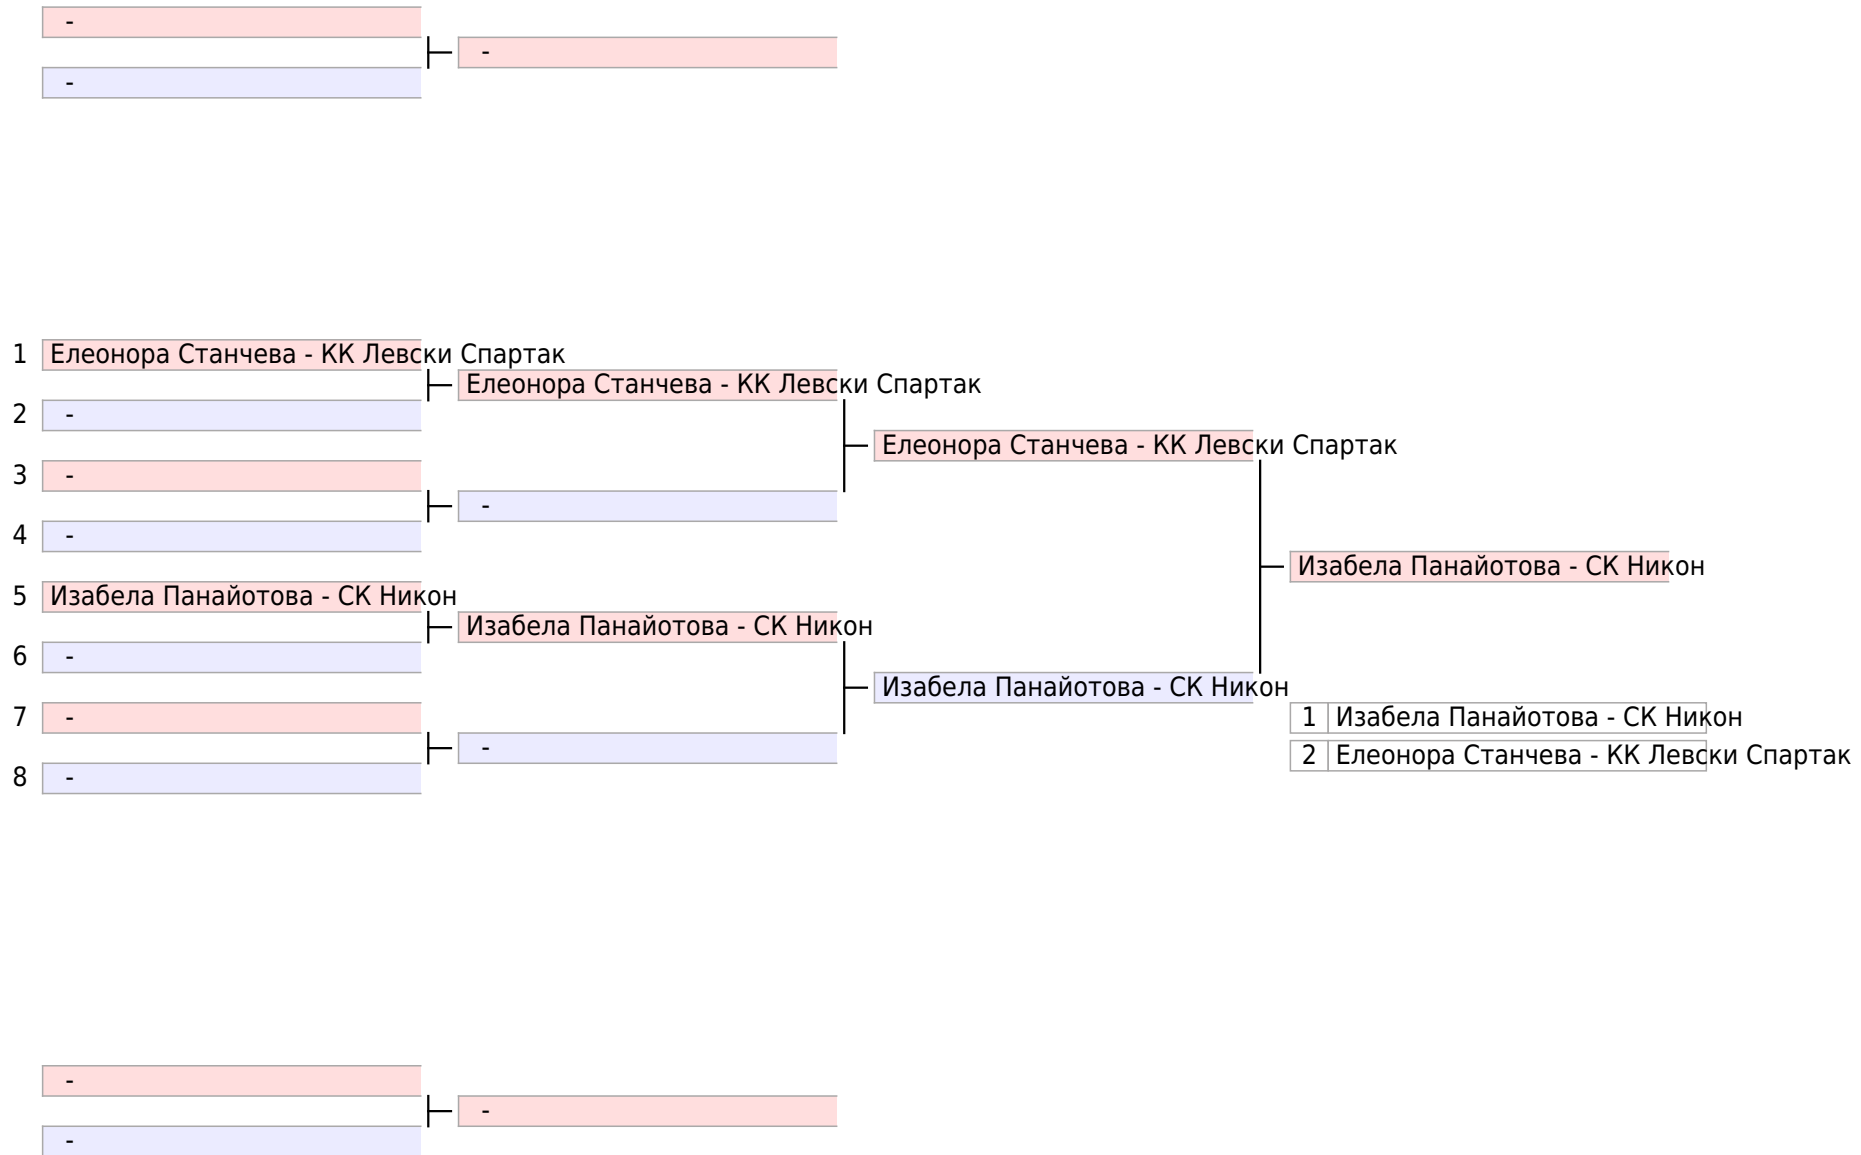 -
-
-
1 Елеонора Станчева - КК Левски Спартак
Елеонора Станчева - КК Левски Спартак
2 -
Елеонора Станчева - КК Левски Спартак
3 -
-
4 -
Изабела Панайотова - СК Никон
5 Изабела Панайотова - СК Никон
Изабела Панайотова - СК Никон
6 -
Изабела Панайотова - СК Никон
7 -
1 Изабела Панайотова - СК Никон
-
2 Елеонора Станчева - КК Левски Спартак
8 -
-
-
-